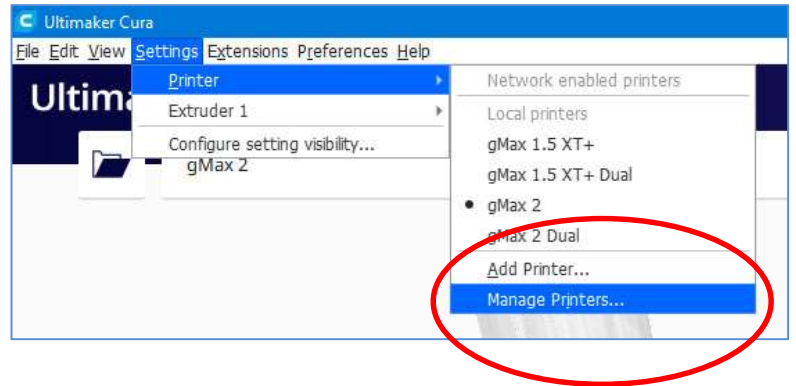 Ultimaker Cura
File Edit View Settings Extensions Preferences Help
Ultima
Printer
Extruder 1
Configure setting visibility...
gMax 2
Network enabled printers
Local printers
gMax 1.5 XT+
gMax 1.5 XT+ Dual
gMax 2
gMax 2 Dual
Add Printer...
Manage Printers...